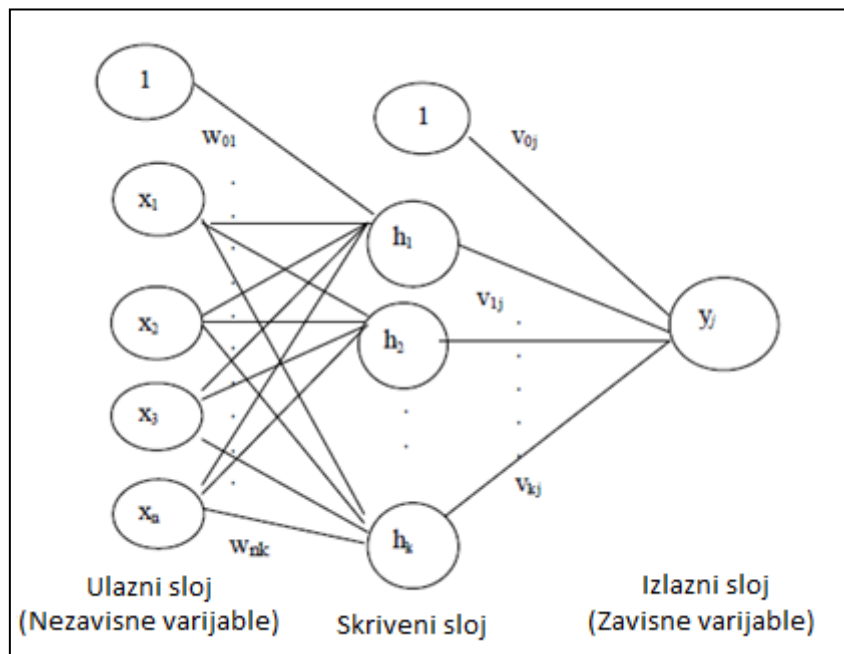 1
1
w₀₁
v₀ⱼ
x₁
h₁
x₂
v₁ⱼ
yⱼ
h₂
x₃
xₙ
vₖⱼ
hₖ
wₙₖ
Ulazni sloj
(Nezavisne varijable)
Skriveni sloj
Izlazni sloj
(Zavisne varijable)